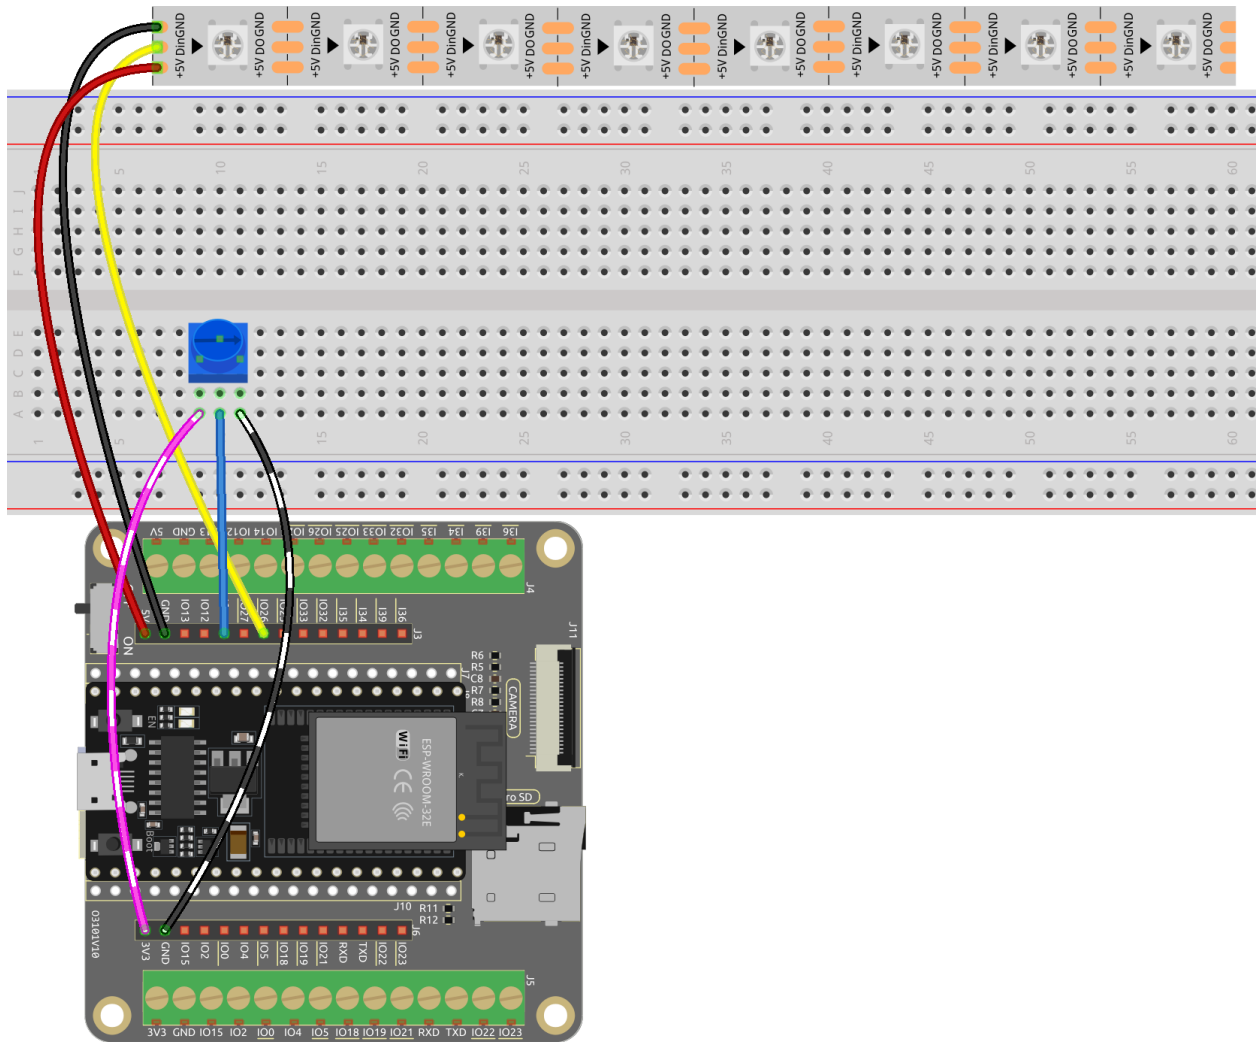 +5V DinGND +5V DO GND +5V DinGND +5V DO GND +5V DinGND +5V DO GND +5V DinGND +5V DO GND +5V DinGND +5V DO GND +5V DinGND +5V DO GND +5V DinGND +5V DO GND +5V DinGND +5V DO GND
5 10 15 20 25 30 35 40 45 50 55 60
J
I
H
G
F
E
D
C
B
A
1 5 15 20 25 30 35 40 45 50 55 60
5V GND IO12 IO14 IO26 IO25 IO33 IO32 I35 I34 I39 I36
J4
5V GND IO13 IO12 IO27 IO26 IO33 IO32 I35 I34 I39 I36
J3
ON
J11
J7
R6
R5
C8
R7
R8
CAMERA
EN
WiFi
CE
ESP-WROOM-32E
ro SD
Boot
J10
R11
R12
O3101V10
J6
3V3 GND IO15 IO2 IO0 IO4 IO5 IO18 IO19 IO21 RXD TXD IO22 IO23
J5
3V3 GND IO15 IO2 IO0 IO4 IO5 IO18 IO19 IO21 RXD TXD IO22 IO23